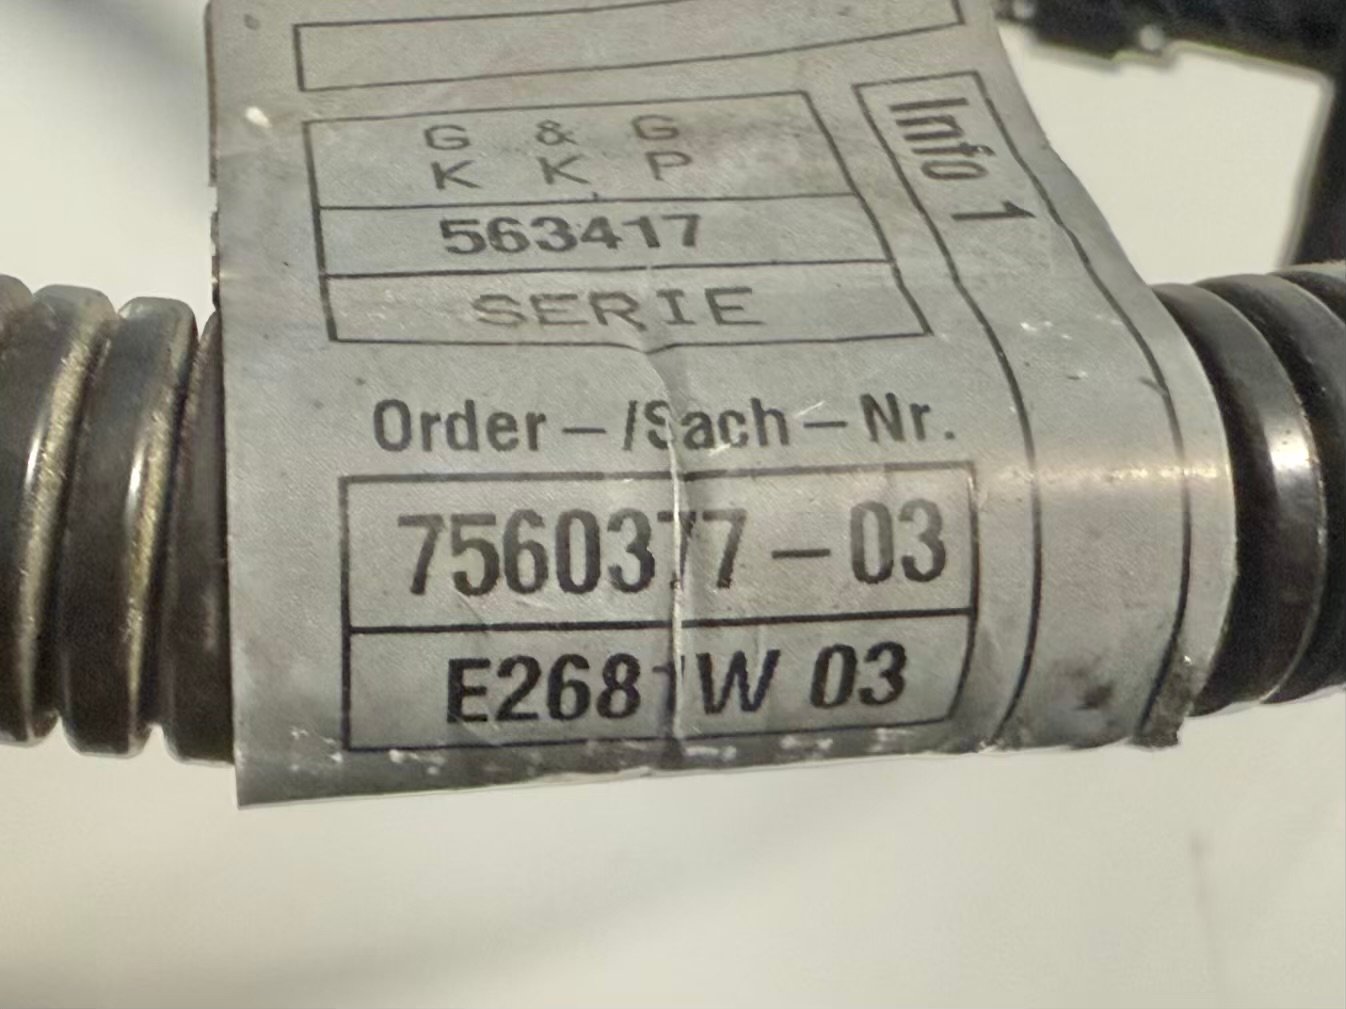 G & G
K K P
563417
SERIE
Info 1
Order-/Sach-Nr.
7560377-03
E2681W 03